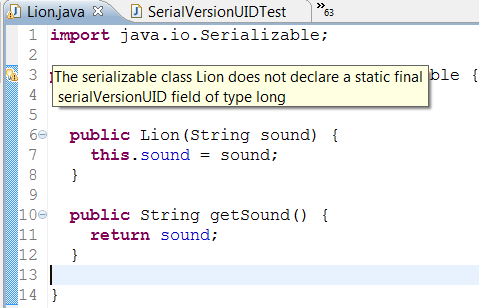 Lion.java SerialVersionUIDTest »63
1 import java.io.Serializable;
2
3 ble {
The serializable class Lion does not declare a static final
serialVersionUID field of type long
4
5
6 public Lion(String sound) {
7 this.sound = sound;
8 }
9
10 public String getSound() {
11 return sound;
12 }
13
14 }